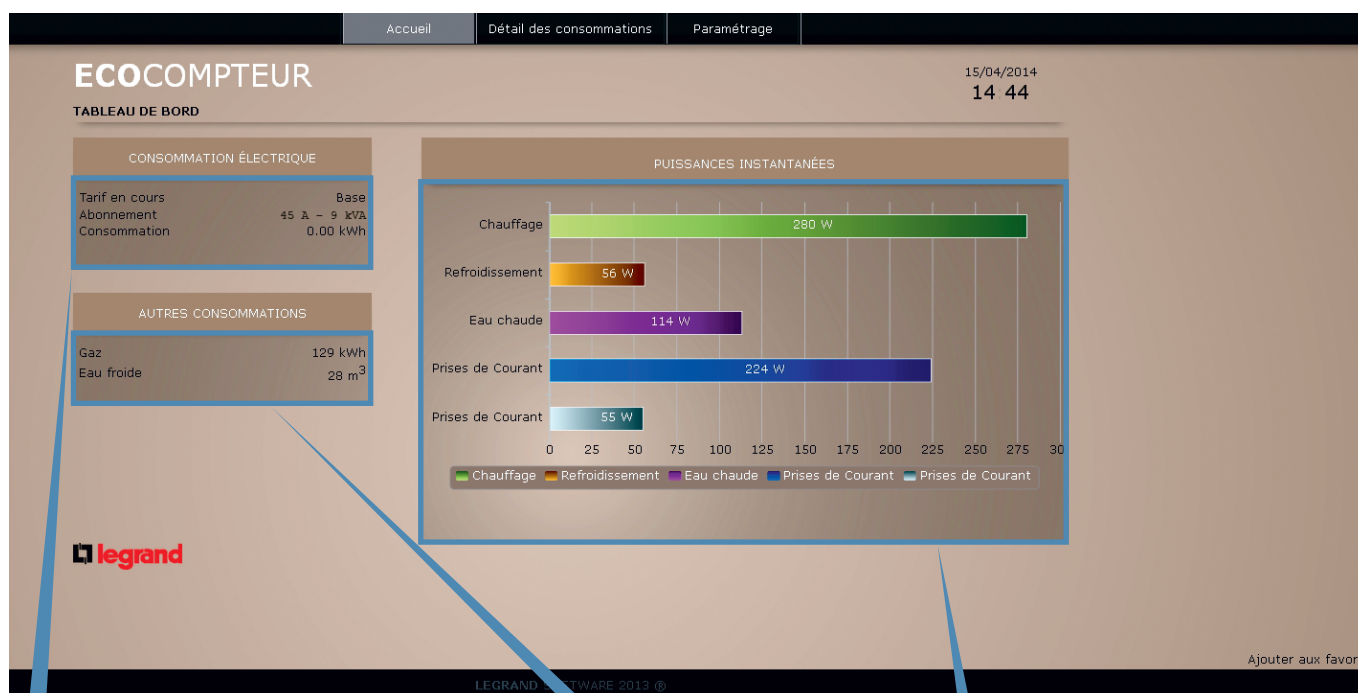 Accueil Détail des consommations Paramétrage
ECOCOMPTEUR
15/04/2014
14:44
TABLEAU DE BORD
CONSOMMATION ÉLECTRIQUE
Tarif en cours Base
Abonnement 45 A – 9 kVA
Consommation 0.00 kWh
AUTRES CONSOMMATIONS
Gaz 129 kWh
Eau froide 28 m³
PUISSANCES INSTANTANÉES
Chauffage 280 W
Refroidissement 56 W
Eau chaude 114 W
Prises de Courant 224 W
Prises de Courant 55 W
0 25 50 75 100 125 150 175 200 225 250 275 30
Chauffage Refroidissement Eau chaude Prises de Courant Prises de Courant
legrand
Ajouter aux favor
LEGRAND SOFTWARE 2013 ®